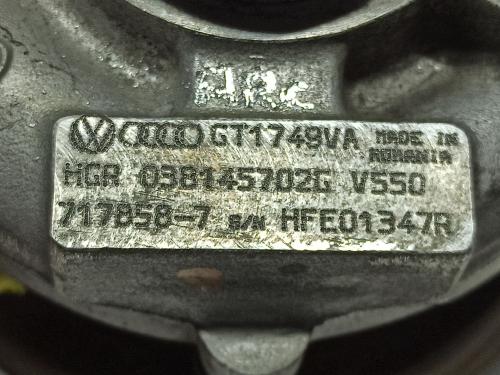 GT1749VA MADE IN ROMANIA
HGR 038145702G V550
717858-7 S/N HFE01347R